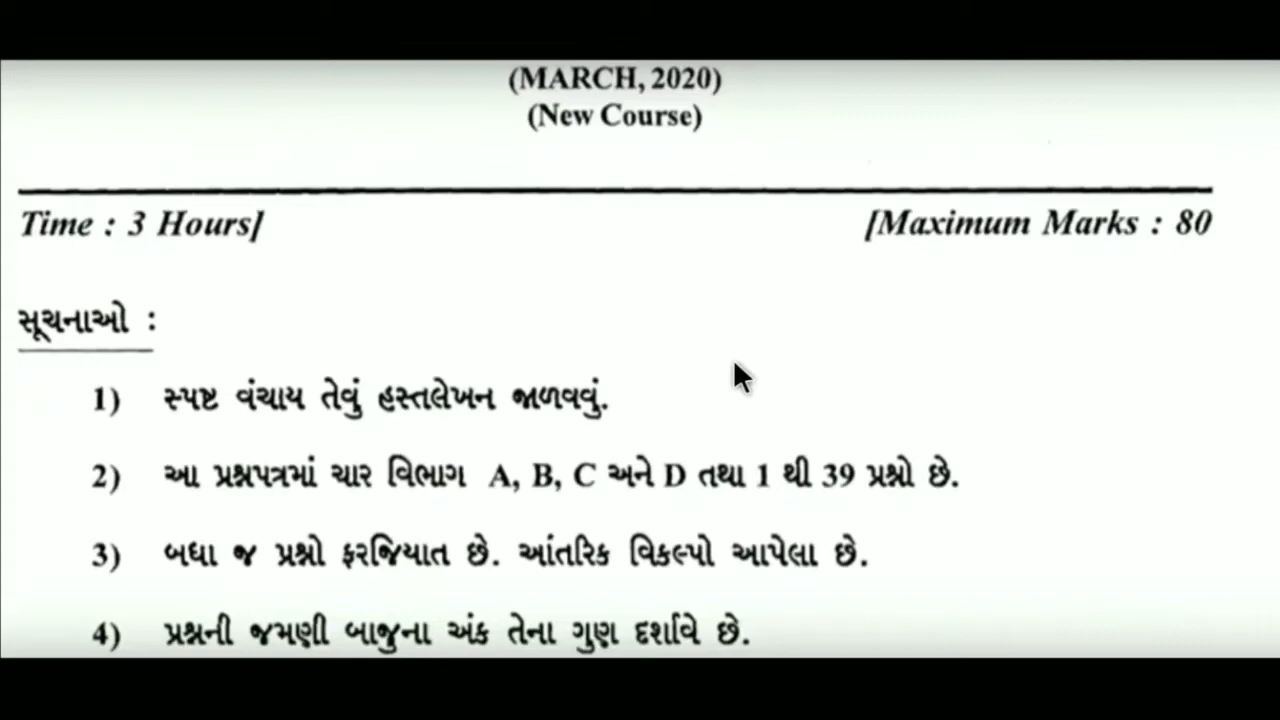 (MARCH, 2020)
(New Course)
Time : 3 Hours]
[Maximum Marks : 80
સૂચનાઓ :
1) સ્પષ્ટ વંચાય તેવું હસ્તલેખન જાળવવું.
2) આ પ્રશ્નપત્રમાં ચાર વિભાગ A, B, C અને D તથા 1 થી 39 પ્રશ્નો છે.
3) બધા જ પ્રશ્નો ફરજિયાત છે. આંતરિક વિકલ્પો આપેલા છે.
4) પ્રશ્નની જમણી બાજુના અંક તેના ગુણ દર્શાવે છે.